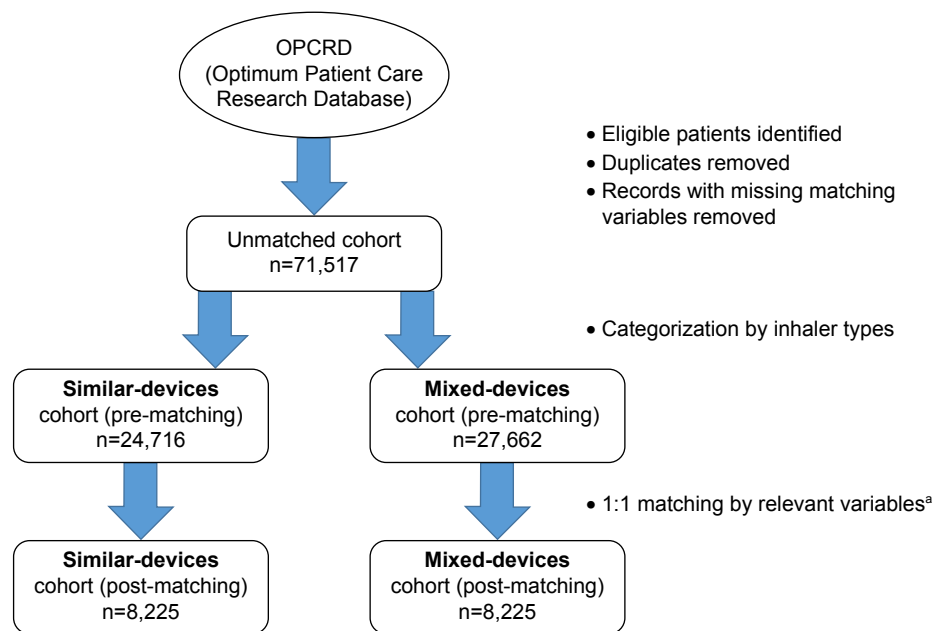 OPCRD
(Optimum Patient Care
Research Database)
• Eligible patients identified
• Duplicates removed
• Records with missing matching
variables removed
Unmatched cohort
n=71,517
• Categorization by inhaler types
Similar-devices
cohort (pre-matching)
n=24,716
Mixed-devices
cohort (pre-matching)
n=27,662
• 1:1 matching by relevant variablesᵃ
Similar-devices
cohort (post-matching)
n=8,225
Mixed-devices
cohort (post-matching)
n=8,225